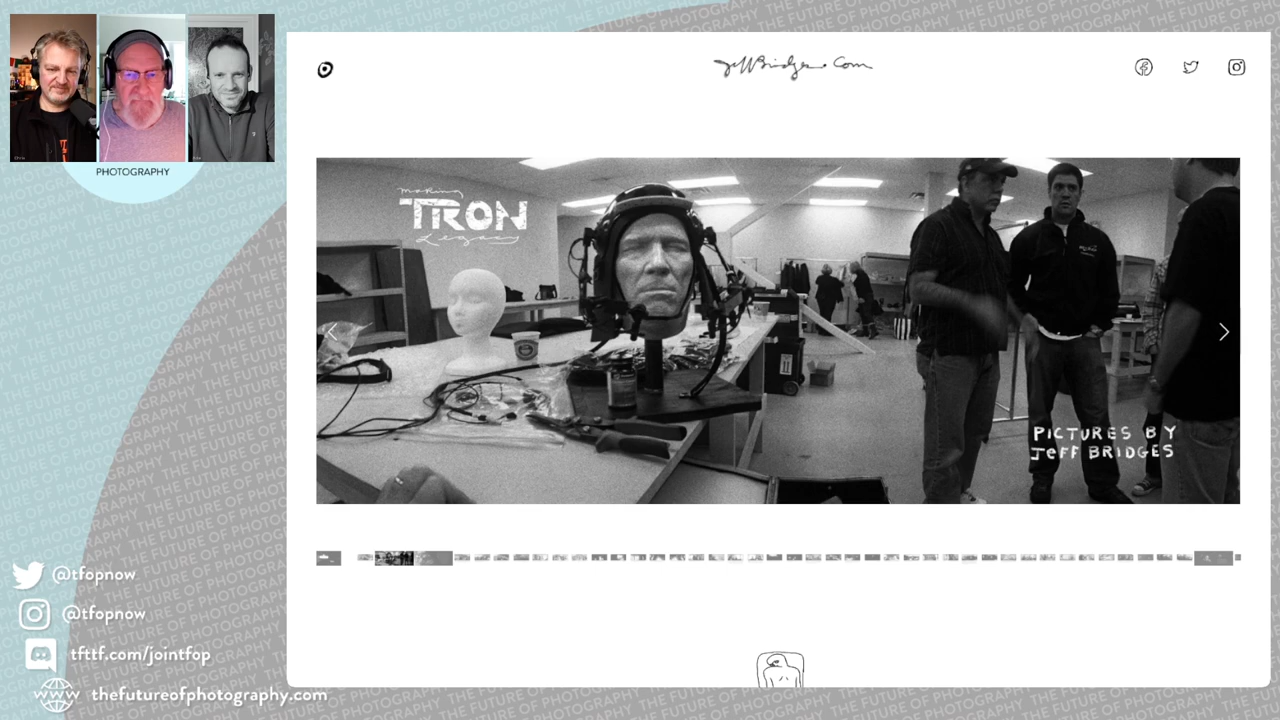 PHOTOGRAPHY
JeffBridges.Com
making
TRON
Legacy
PICTURES BY
JEFF BRIDGES
@tfopnow
@tfopnow
tfttf.com/jointfop
www
thefutureofphotography.com
THE FUTURE OF PHOTOGRAPHY